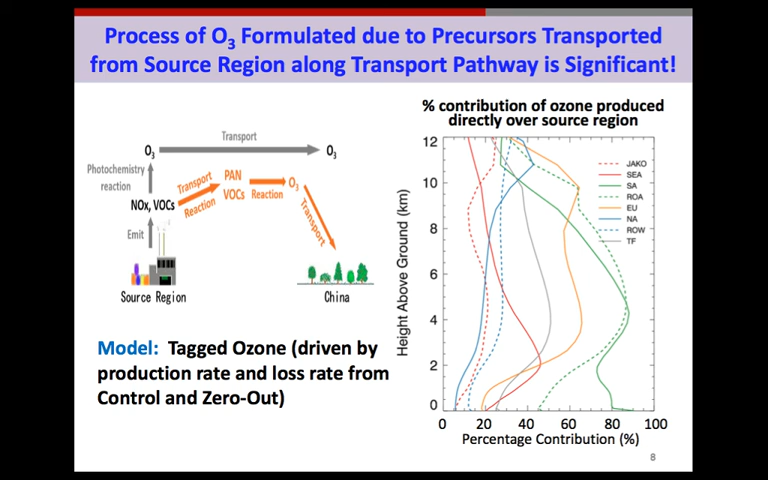 Process of O3 Formulated due to Precursors Transported
from Source Region along Transport Pathway is Significant!
O3
Transport
O3
Photochemistry
reaction
Transport
Reaction
PAN
VOCs
Reaction
O3
NOx, VOCs
Transport
Emit
Source Region
China
Model: Tagged Ozone (driven by
production rate and loss rate from
Control and Zero-Out)
% contribution of ozone produced
directly over source region
Height Above Ground (km)
12
10
8
6
4
2
0
JAKO
SEA
SA
ROA
EU
NA
ROW
TF
0 20 40 60 80 100
Percentage Contribution (%)
8